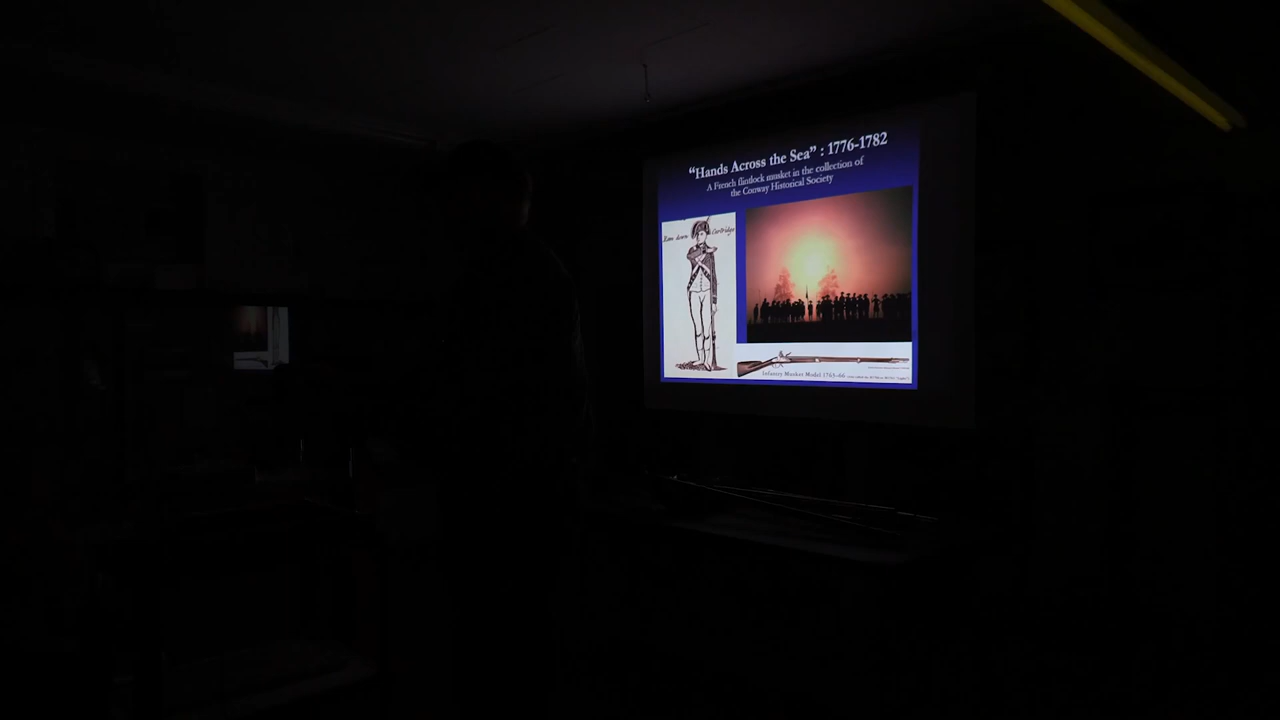 “Hands Across the Sea” : 1776-1782
A French flintlock musket in the collection of
the Conway Historical Society
Ram down Cartridge
Infantry Musket Model 1763-66